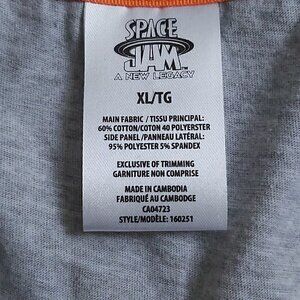 SPACE
JAM
A NEW LEGACY
XL/TG
MAIN FABRIC / TISSU PRINCIPAL:
60% COTTON/COTON 40 POLYERSTER
SIDE PANEL /PANNEAU LATÉRAL:
95% POLYESTER 5% SPANDEX
EXCLUSIVE OF TRIMMING
GARNITURE NON COMPRISE
MADE IN CAMBODIA
FABRIQUÉ AU CAMBODGE
CA04723
STYLE/MODÈLE: 160251